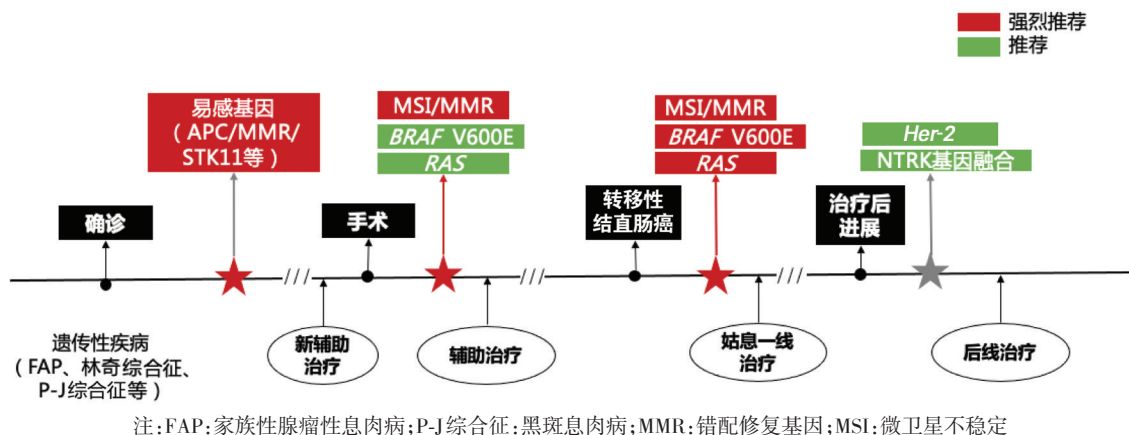 强烈推荐
推荐
易感基因
（APC/MMR/
STK11等）
MSI/MMR
BRAF V600E
RAS
MSI/MMR
BRAF V600E
RAS
Her-2
NTRK基因融合
确诊
手术
转移性
结直肠癌
治疗后
进展
遗传性疾病
（FAP、林奇综合征、
P-J综合征等）
新辅助
治疗
辅助治疗
姑息一线
治疗
后线治疗
注:FAP:家族性腺瘤性息肉病;P-J综合征:黑斑息肉病;MMR:错配修复基因;MSI:微卫星不稳定